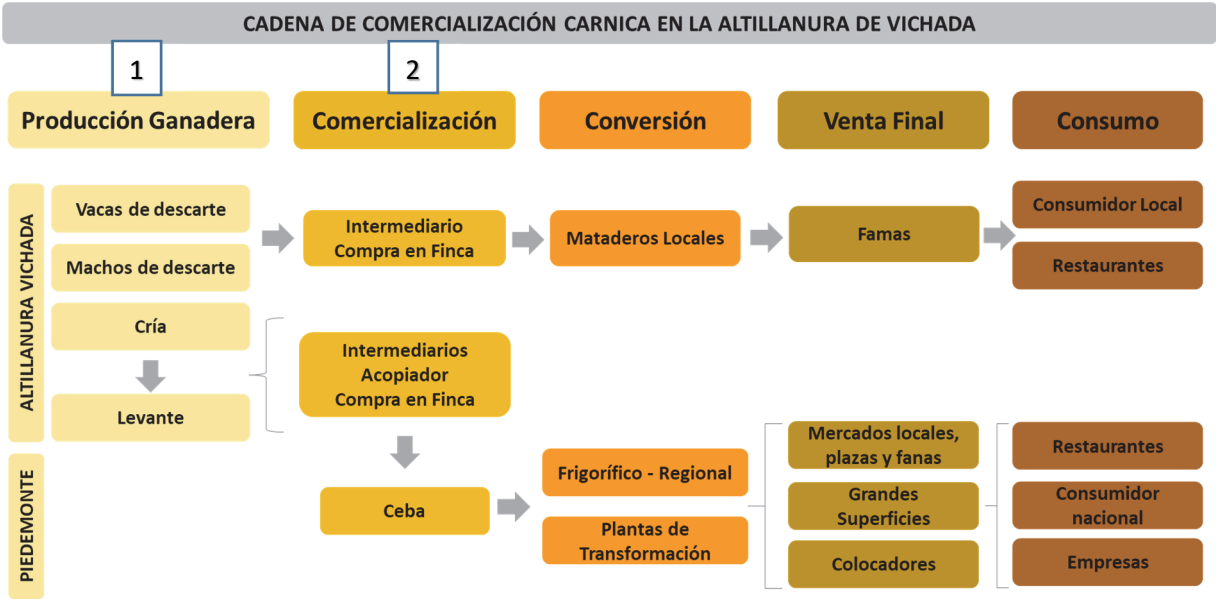 CADENA DE COMERCIALIZACIÓN CARNICA EN LA ALTILLANURA DE VICHADA
1
2
Producción Ganadera
Comercialización
Conversión
Venta Final
Consumo
ALTILLANURA VICHADA
Vacas de descarte
Machos de descarte
Cría
Levante
Intermediario
Compra en Finca
Mataderos Locales
Famas
Consumidor Local
Restaurantes
Intermediarios
Acopiador
Compra en Finca
PIEDEMONTE
Ceba
Frigorífico - Regional
Plantas de
Transformación
Mercados locales,
plazas y fanas
Grandes
Superficies
Colocadores
Restaurantes
Consumidor
nacional
Empresas